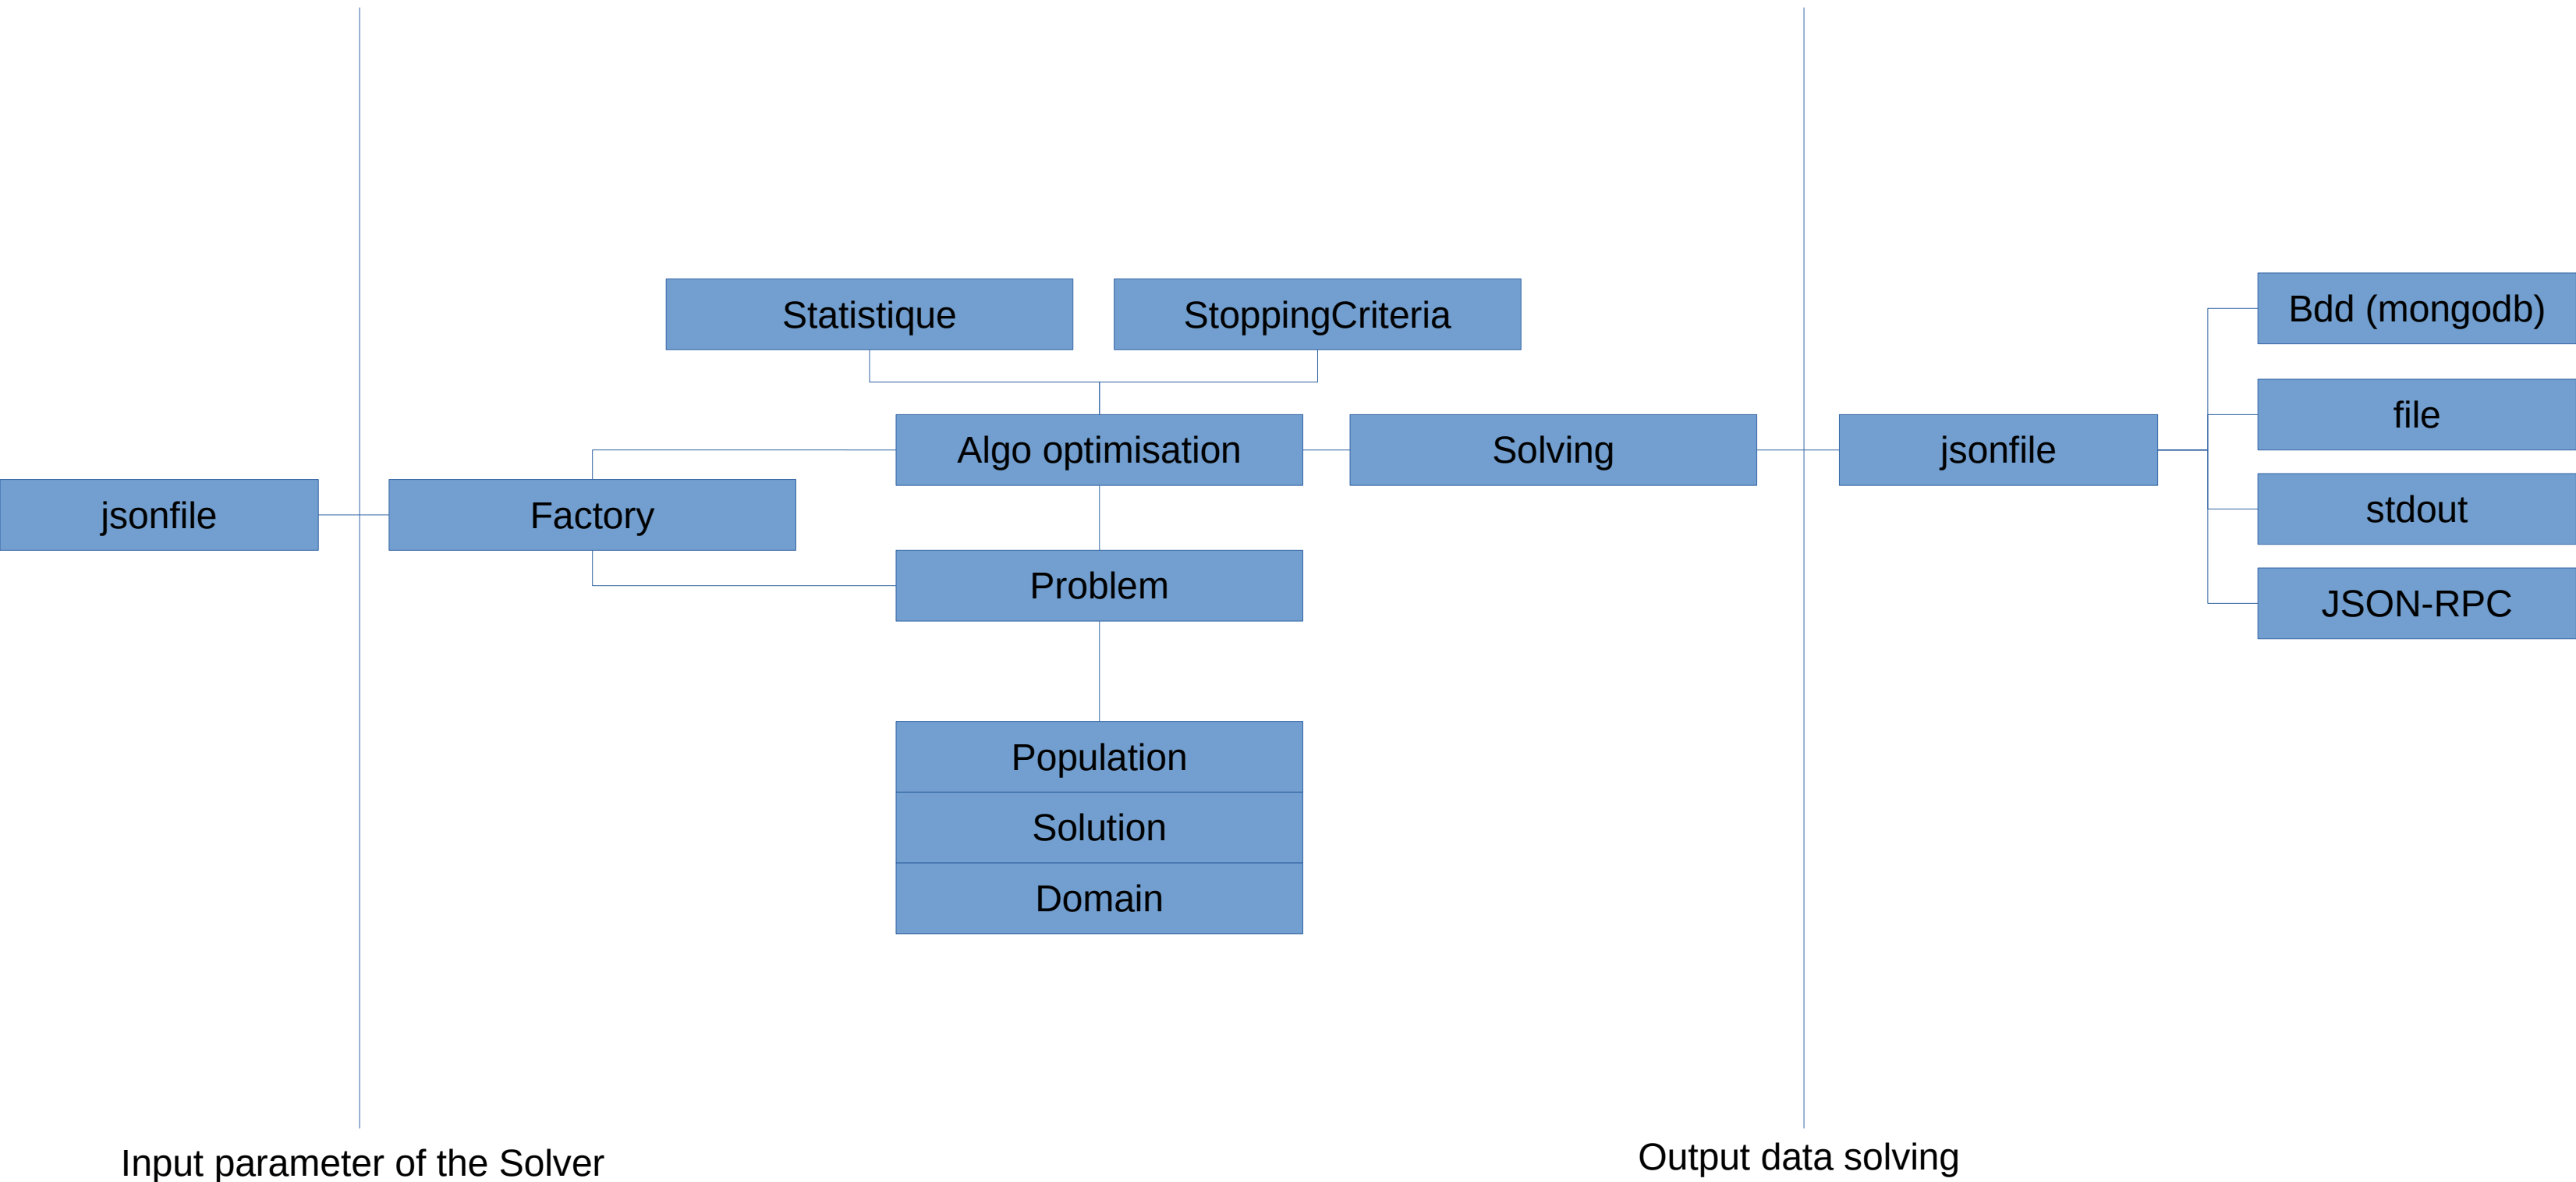 Statistique
StoppingCriteria
Bdd (mongodb)
file
Algo optimisation
Solving
jsonfile
jsonfile
Factory
stdout
Problem
JSON-RPC
Population
Solution
Domain
Input parameter of the Solver
Output data solving